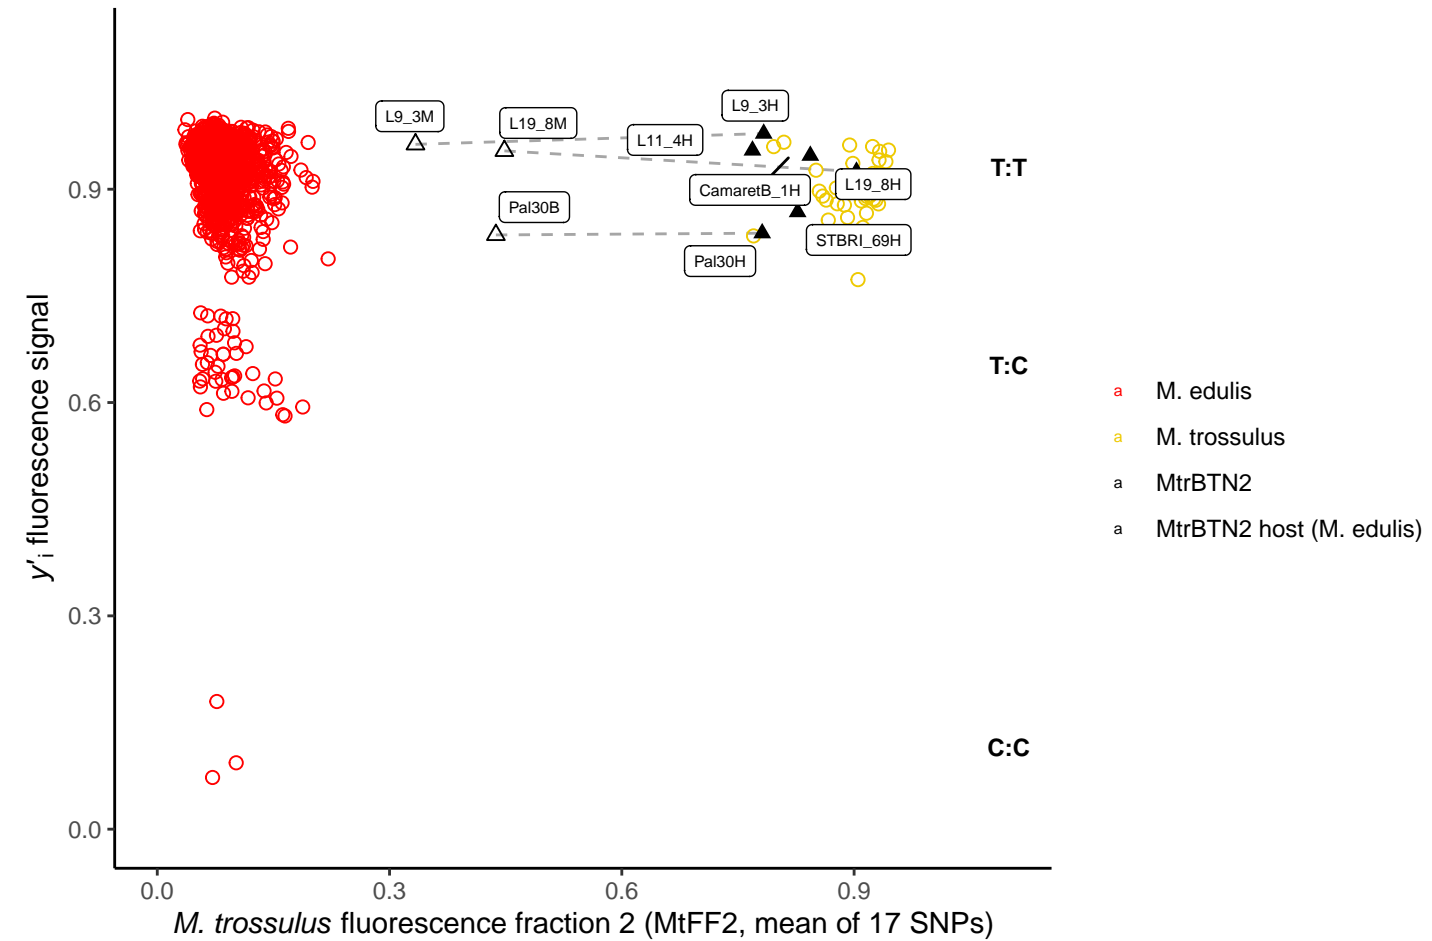 L9_3H
L9_3M
L19_8M
L11_4H
T:T
L19_8H
CamaretB_1H
0.9
Pal30B
STBRI_69H
Pal30H
y'i fluorescence signal
T:C
a M. edulis
0.6
a M. trossulus
a MtrBTN2
a MtrBTN2 host (M. edulis)
0.3
C:C
0.0
0.0 0.3 0.6 0.9
M. trossulus fluorescence fraction 2 (MtFF2, mean of 17 SNPs)